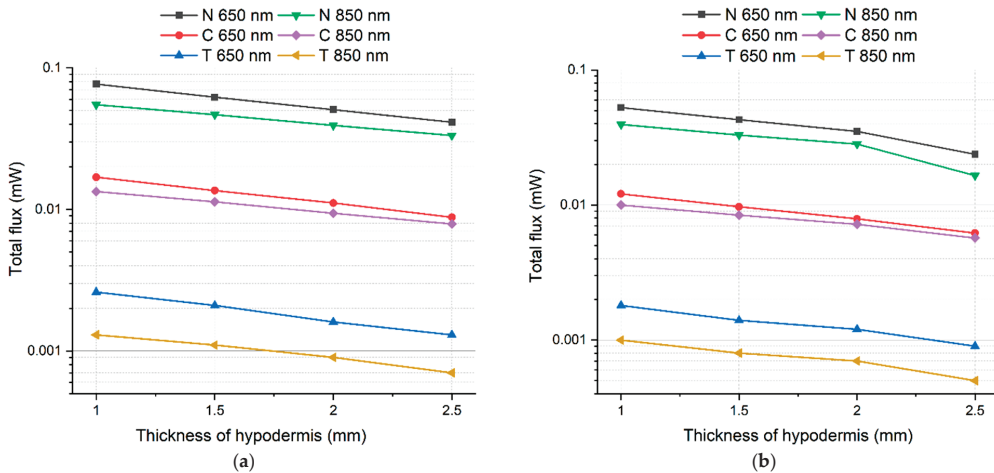 N 650 nm N 850 nm
C 650 nm C 850 nm
T 650 nm T 850 nm
0.1
0.01
0.001
Total flux (mW)
1 1.5 2 2.5
Thickness of hypodermis (mm)
(a)
N 650 nm N 850 nm
C 650 nm C 850 nm
T 650 nm T 850 nm
0.1
0.01
0.001
Total flux (mW)
1 1.5 2 2.5
Thickness of hypodermis (mm)
(b)